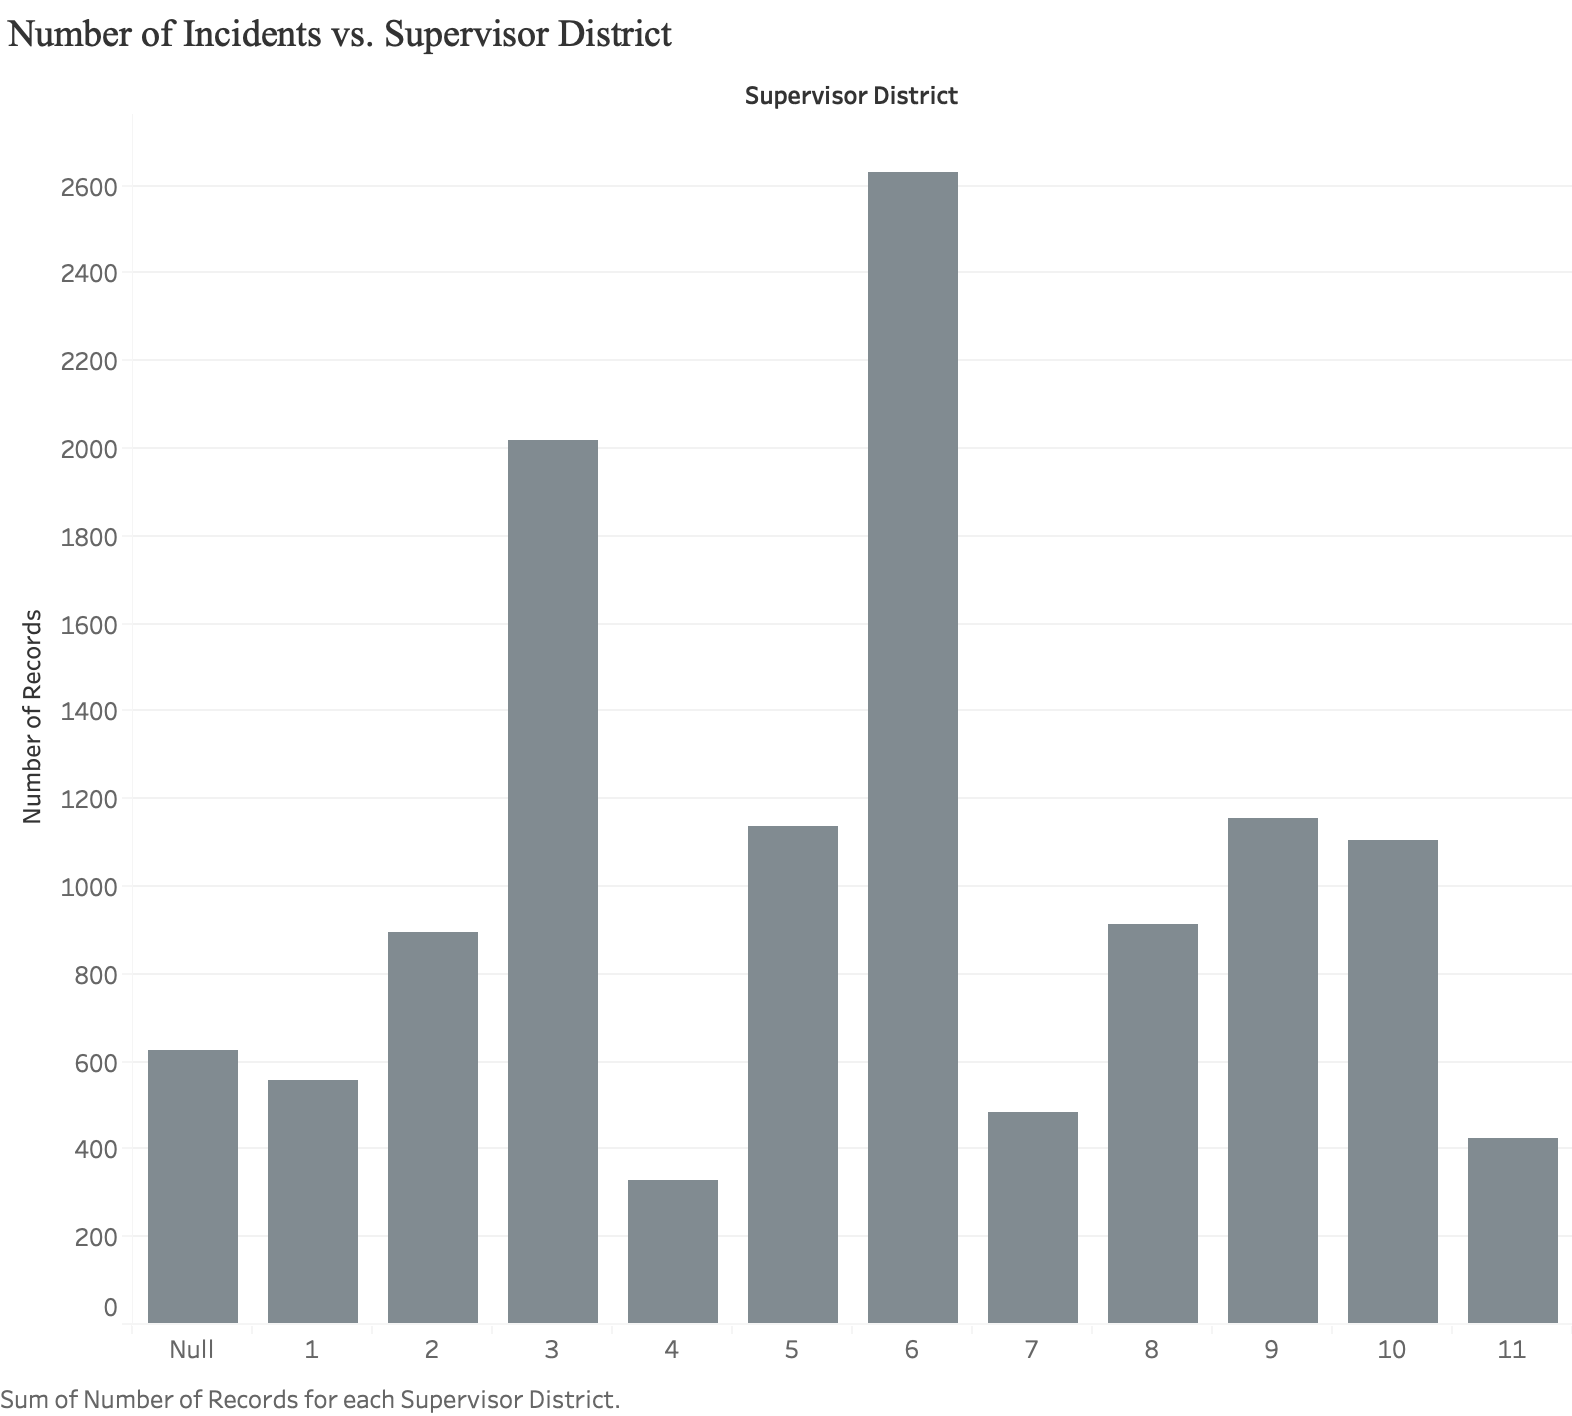 Number of Incidents vs. Supervisor District
Supervisor District
Number of Records
2600
2400
2200
2000
1800
1600
1400
1200
1000
800
600
400
200
0
Null 1 2 3 4 5 6 7 8 9 10 11
Sum of Number of Records for each Supervisor District.